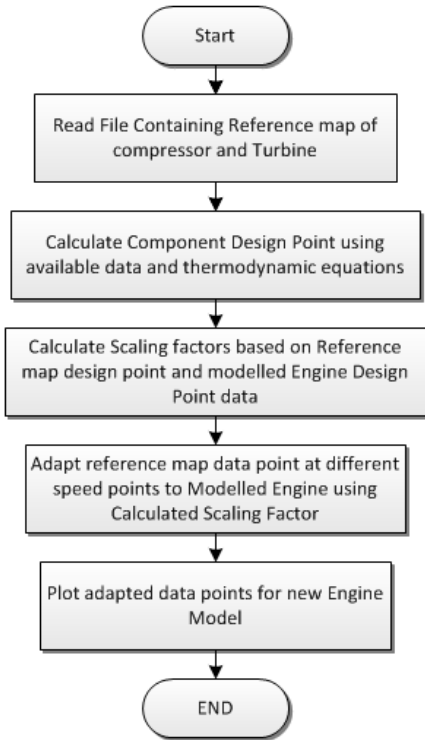 Start
Read File Containing Reference map of
compressor and Turbine
Calculate Component Design Point using
available data and thermodynamic equations
Calculate Scaling factors based on Reference
map design point and modelled Engine Design
Point data
Adapt reference map data point at different
speed points to Modelled Engine using
Calculated Scaling Factor
Plot adapted data points for new Engine
Model
END